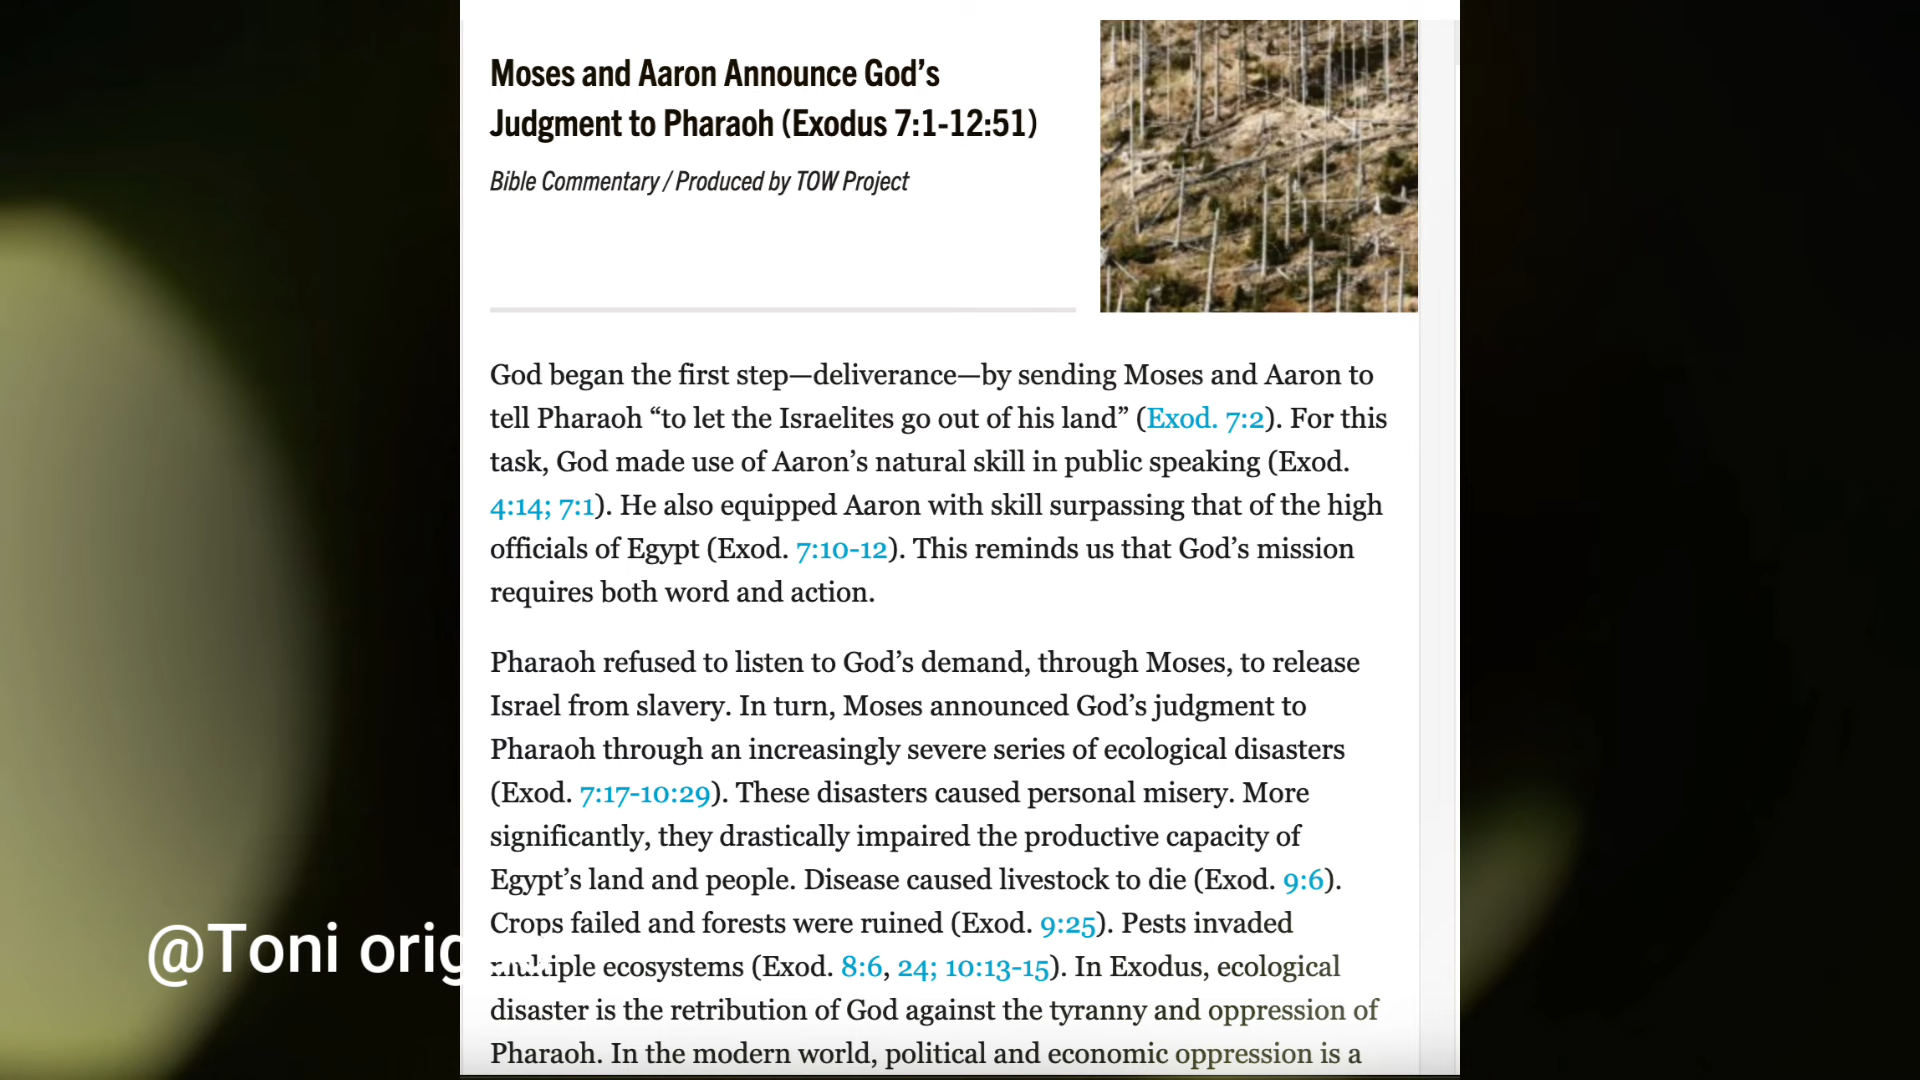 Moses and Aaron Announce God’s
Judgment to Pharaoh (Exodus 7:1-12:51)
Bible Commentary / Produced by TOW Project
God began the first step—deliverance—by sending Moses and Aaron to
tell Pharaoh “to let the Israelites go out of his land” (Exod. 7:2). For this
task, God made use of Aaron’s natural skill in public speaking (Exod.
4:14; 7:1). He also equipped Aaron with skill surpassing that of the high
officials of Egypt (Exod. 7:10-12). This reminds us that God’s mission
requires both word and action.
Pharaoh refused to listen to God’s demand, through Moses, to release
Israel from slavery. In turn, Moses announced God’s judgment to
Pharaoh through an increasingly severe series of ecological disasters
(Exod. 7:17-10:29). These disasters caused personal misery. More
significantly, they drastically impaired the productive capacity of
Egypt’s land and people. Disease caused livestock to die (Exod. 9:6).
Crops failed and forests were ruined (Exod. 9:25). Pests invaded
multiple ecosystems (Exod. 8:6, 24; 10:13-15). In Exodus, ecological
disaster is the retribution of God against the tyranny and oppression of
Pharaoh. In the modern world, political and economic oppression is a
@Toni orig